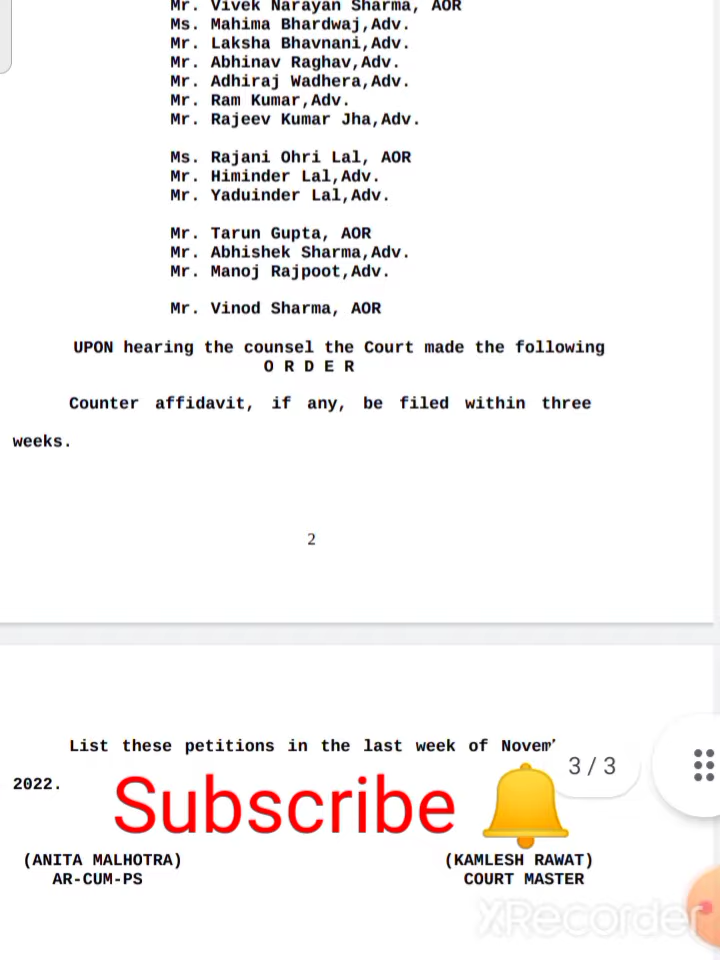 Mr. Vivek Narayan Sharma, AOR
Ms. Mahima Bhardwaj,Adv.
Mr. Laksha Bhavnani,Adv.
Mr. Abhinav Raghav,Adv.
Mr. Adhiraj Wadhera,Adv.
Mr. Ram Kumar,Adv.
Mr. Rajeev Kumar Jha,Adv.
Ms. Rajani Ohri Lal, AOR
Mr. Himinder Lal,Adv.
Mr. Yaduinder Lal,Adv.
Mr. Tarun Gupta, AOR
Mr. Abhishek Sharma,Adv.
Mr. Manoj Rajpoot,Adv.
Mr. Vinod Sharma, AOR
UPON hearing the counsel the Court made the following
O R D E R
Counter affidavit, if any, be filed within three
weeks.
2
List these petitions in the last week of Novem
3 / 3
2022.
Subscribe
(ANITA MALHOTRA) (KAMLESH RAWAT)
AR-CUM-PS COURT MASTER
XRecorder